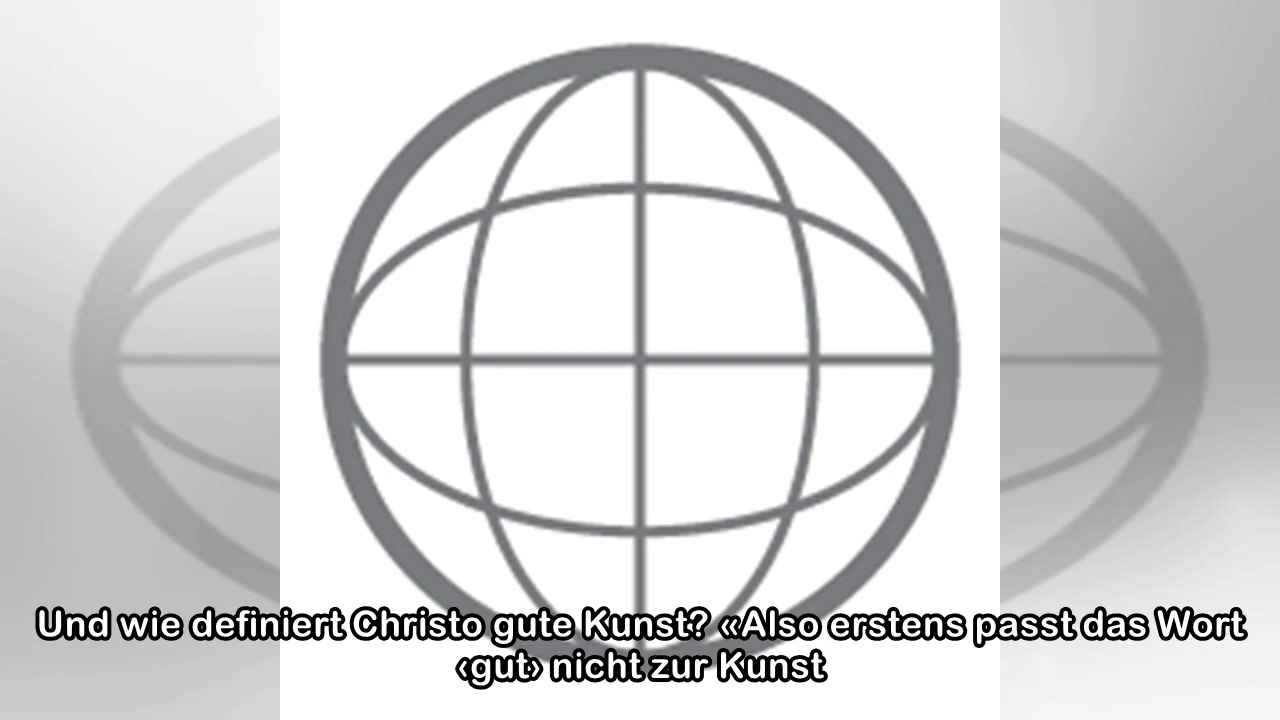 Und wie definiert Christo gute Kunst? «Also erstens passt das Wort
‹gut› nicht zur Kunst